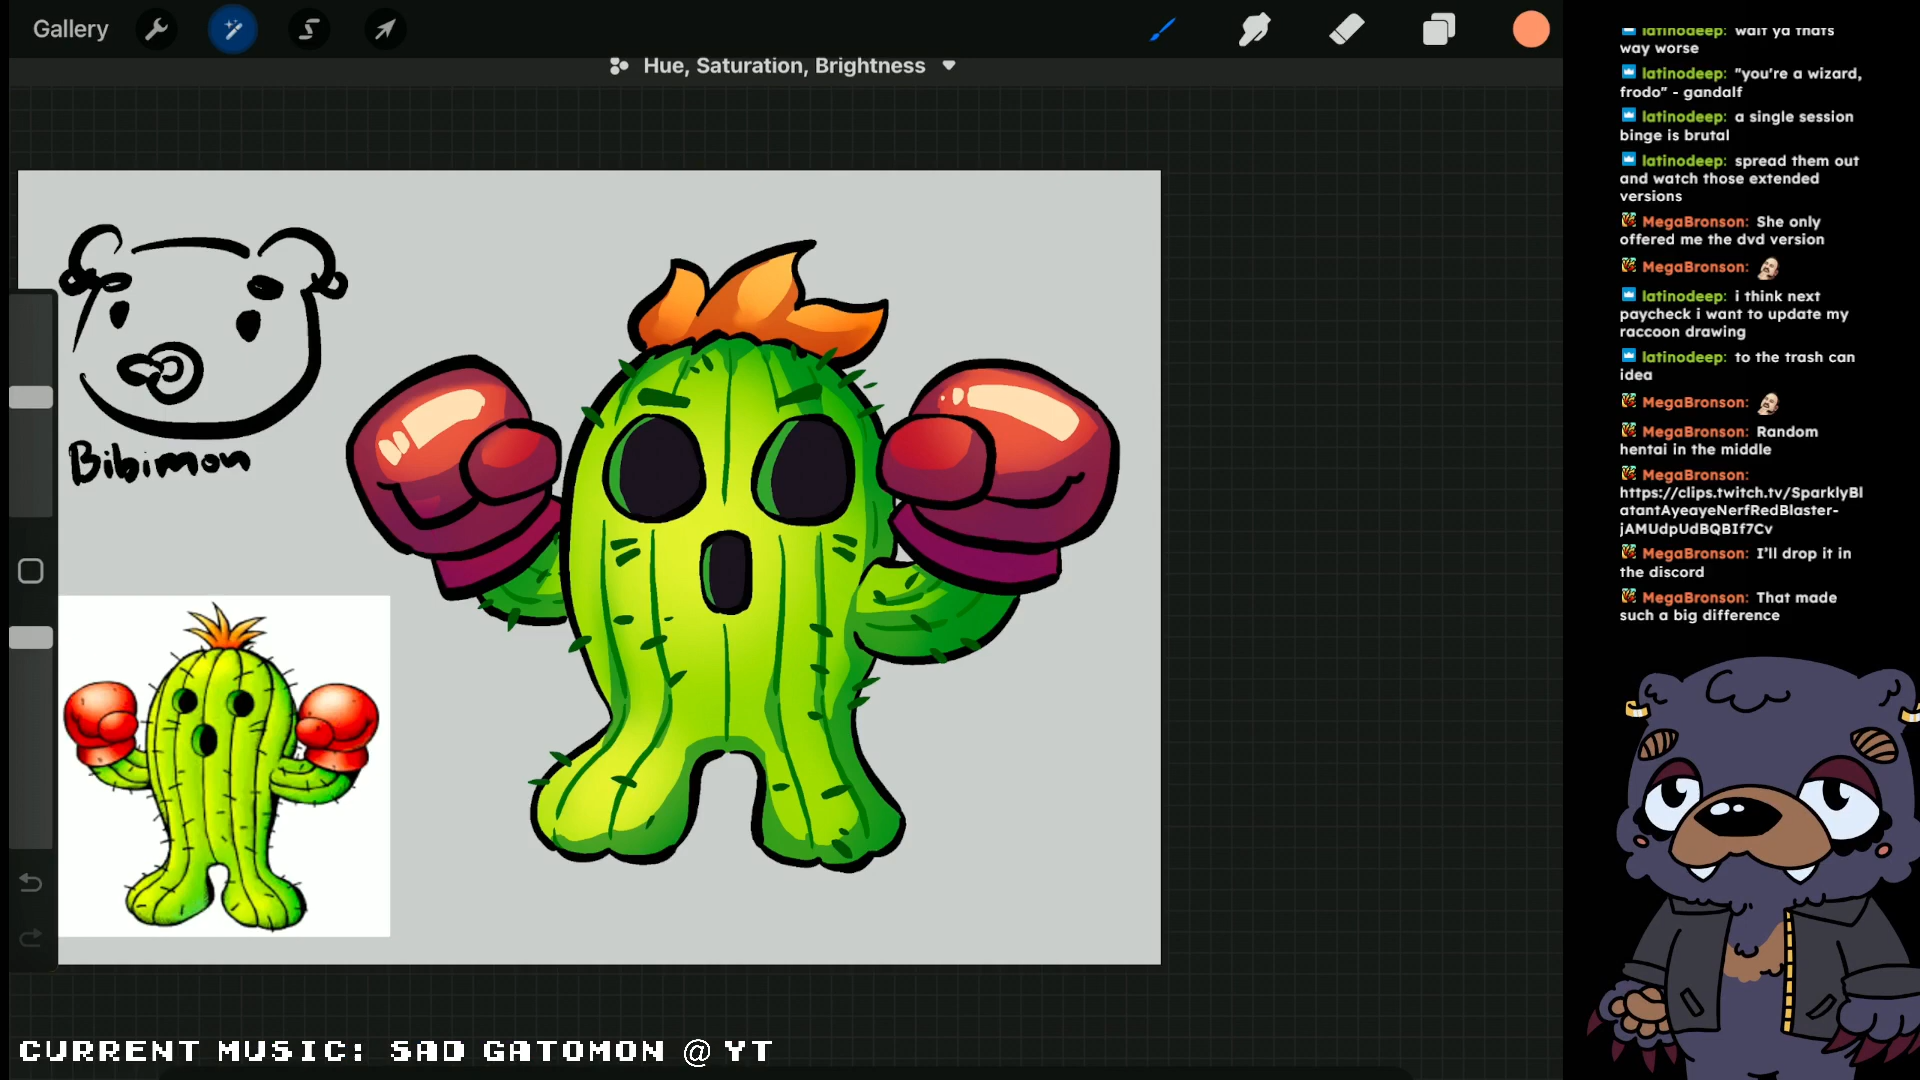 Gallery
Hue, Saturation, Brightness
Bibimon
latinodeep: wait ya thats
way worse
latinodeep: "you're a wizard,
frodo" - gandalf
latinodeep: a single session
binge is brutal
latinodeep: spread them out
and watch those extended
versions
MegaBronson: She only
offered me the dvd version
MegaBronson:
latinodeep: i think next
paycheck i want to update my
raccoon drawing
latinodeep: to the trash can
idea
MegaBronson:
MegaBronson: Random
hentai in the middle
MegaBronson:
https://clips.twitch.tv/SparklyBl
atantAyeayeNerfRedBlaster-
jAMUdpUdBQBIf7Cv
MegaBronson: I'll drop it in
the discord
MegaBronson: That made
such a big difference
CURRENT MUSIC: SAD GATOMON @ YT